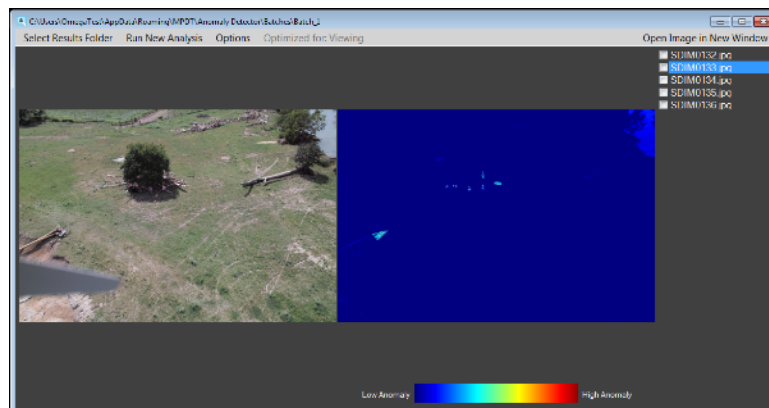 C:\Users\OmegaTest\AppData\Roaming\MPDT\Anomaly Detector\Batches\Batch_
Select Results Folder Run New Analysis Options Optimized for: Viewing Open Image in New Window
SDIM0132.jpg
SDIM0133.jpg
SDIM0134.jpg
SDIM0135.jpg
SDIM0136.jpg
Low Anomaly High Anomaly